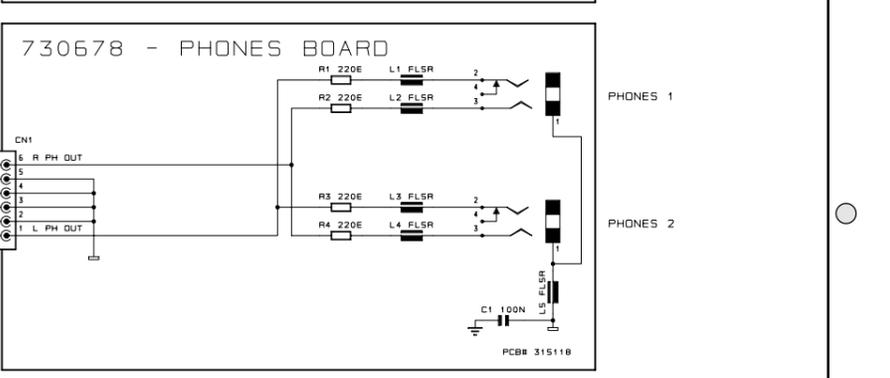 730678 - PHONES BOARD
R1 220E
L1 FLSR
2
4
3
R2 220E
L2 FLSR
1
PHONES 1
CN1
6 R PH OUT
5
4
3
2
1 L PH OUT
R3 220E
L3 FLSR
2
4
3
R4 220E
L4 FLSR
1
PHONES 2
L5 FLSR
C1 100N
PCB# 315118